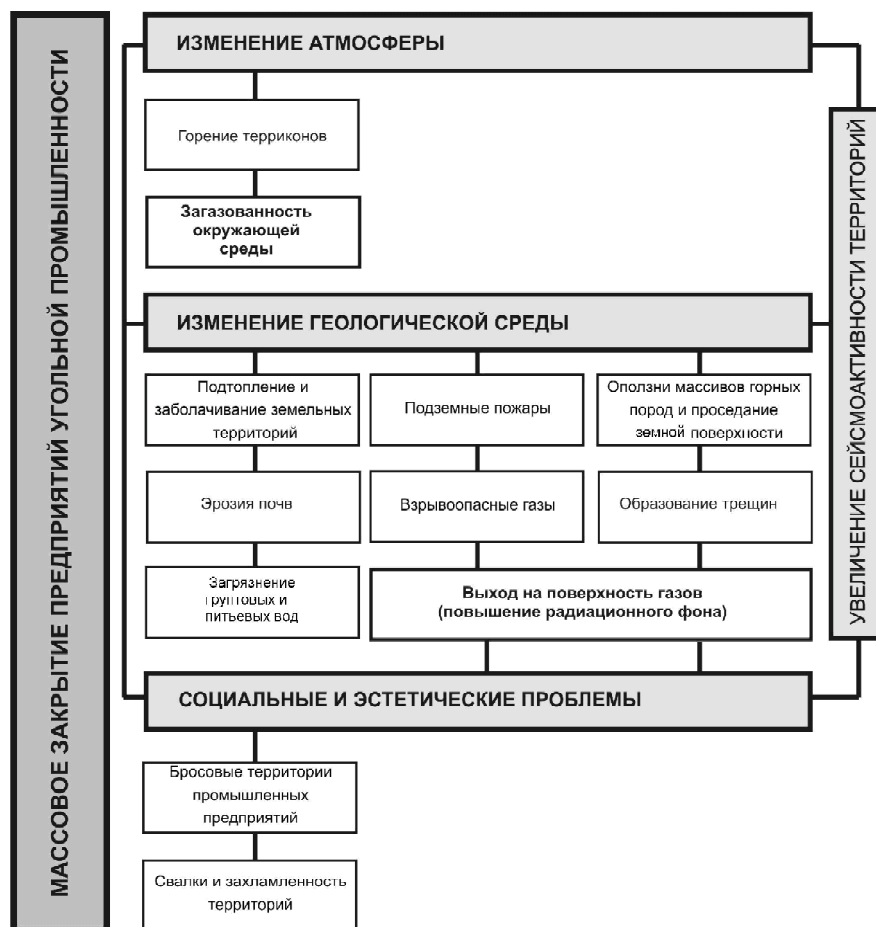 МАССОВОЕ ЗАКРЫТИЕ ПРЕДПРИЯТИЙ УГОЛЬНОЙ ПРОМЫШЛЕННОСТИ
ИЗМЕНЕНИЕ АТМОСФЕРЫ
Горение терриконов
Загазованность
окружающей
среды
ИЗМЕНЕНИЕ ГЕОЛОГИЧЕСКОЙ СРЕДЫ
Подтопление и
заболачивание земельных
территорий
Подземные пожары
Оползни массивов горных
пород и проседание
земной поверхности
Эрозия почв
Взрывоопасные газы
Образование трещин
Загрязнение
грунтовых и
питьевых вод
Выход на поверхность газов
(повышение радиационного фона)
СОЦИАЛЬНЫЕ И ЭСТЕТИЧЕСКИЕ ПРОБЛЕМЫ
Бросовые территории
промышленных
предприятий
Свалки и захламленность
территорий
УВЕЛИЧЕНИЕ СЕЙСМОАКТИВНОСТИ ТЕРРИТОРИЙ